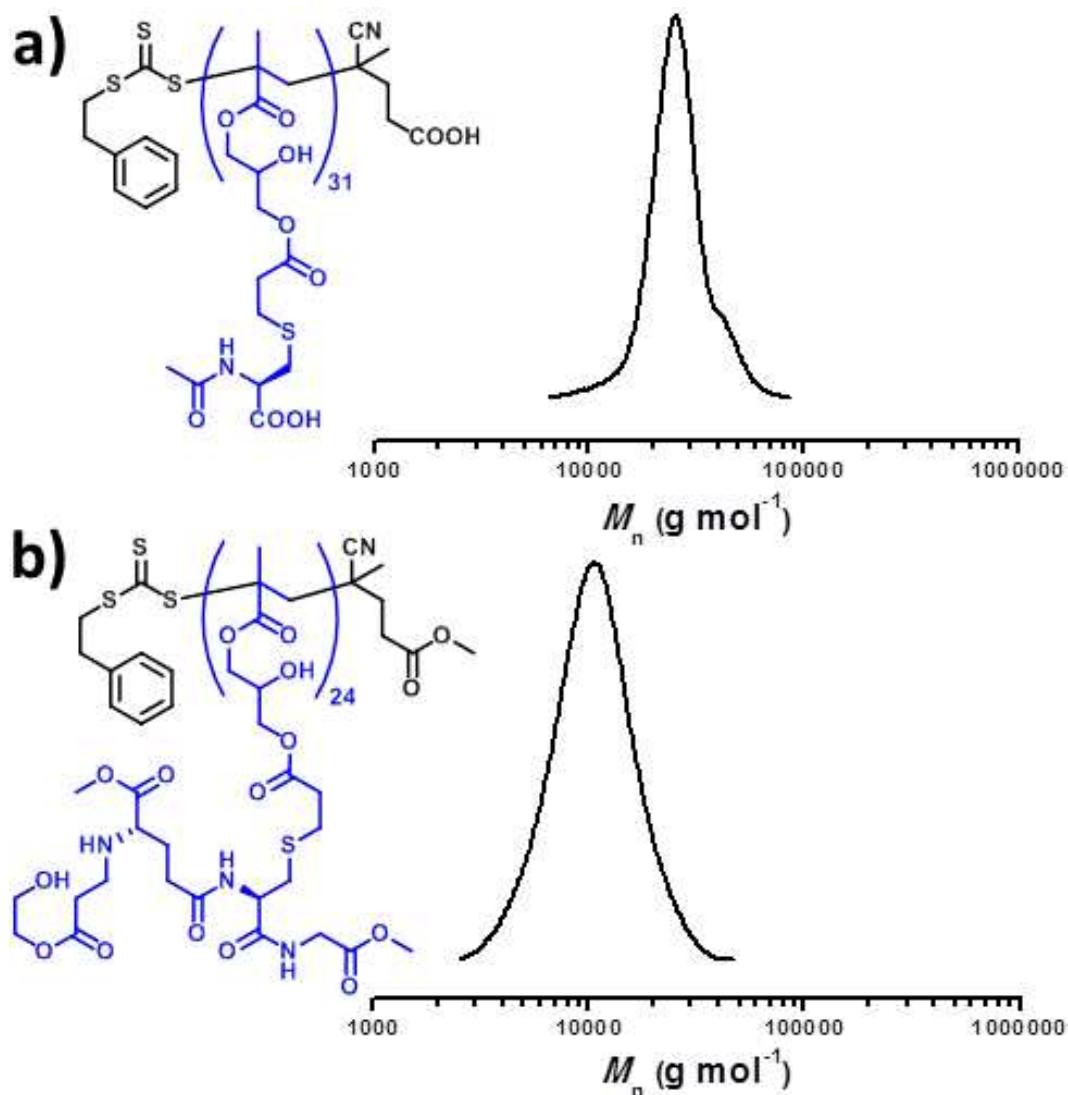 a)
S
CN
S
S
O
O
COOH
OH
31
O
O
S
H
N
O
COOH
1000 10000 100000 1000000
Mn (g mol-1)
b)
S
CN
S
S
O
O
O
O
OH
24
O
O
O
O
HN
S
OH
H
N
O
O
O
O
N
H
O
O
1000 10000 100000 1000000
Mn (g mol-1)